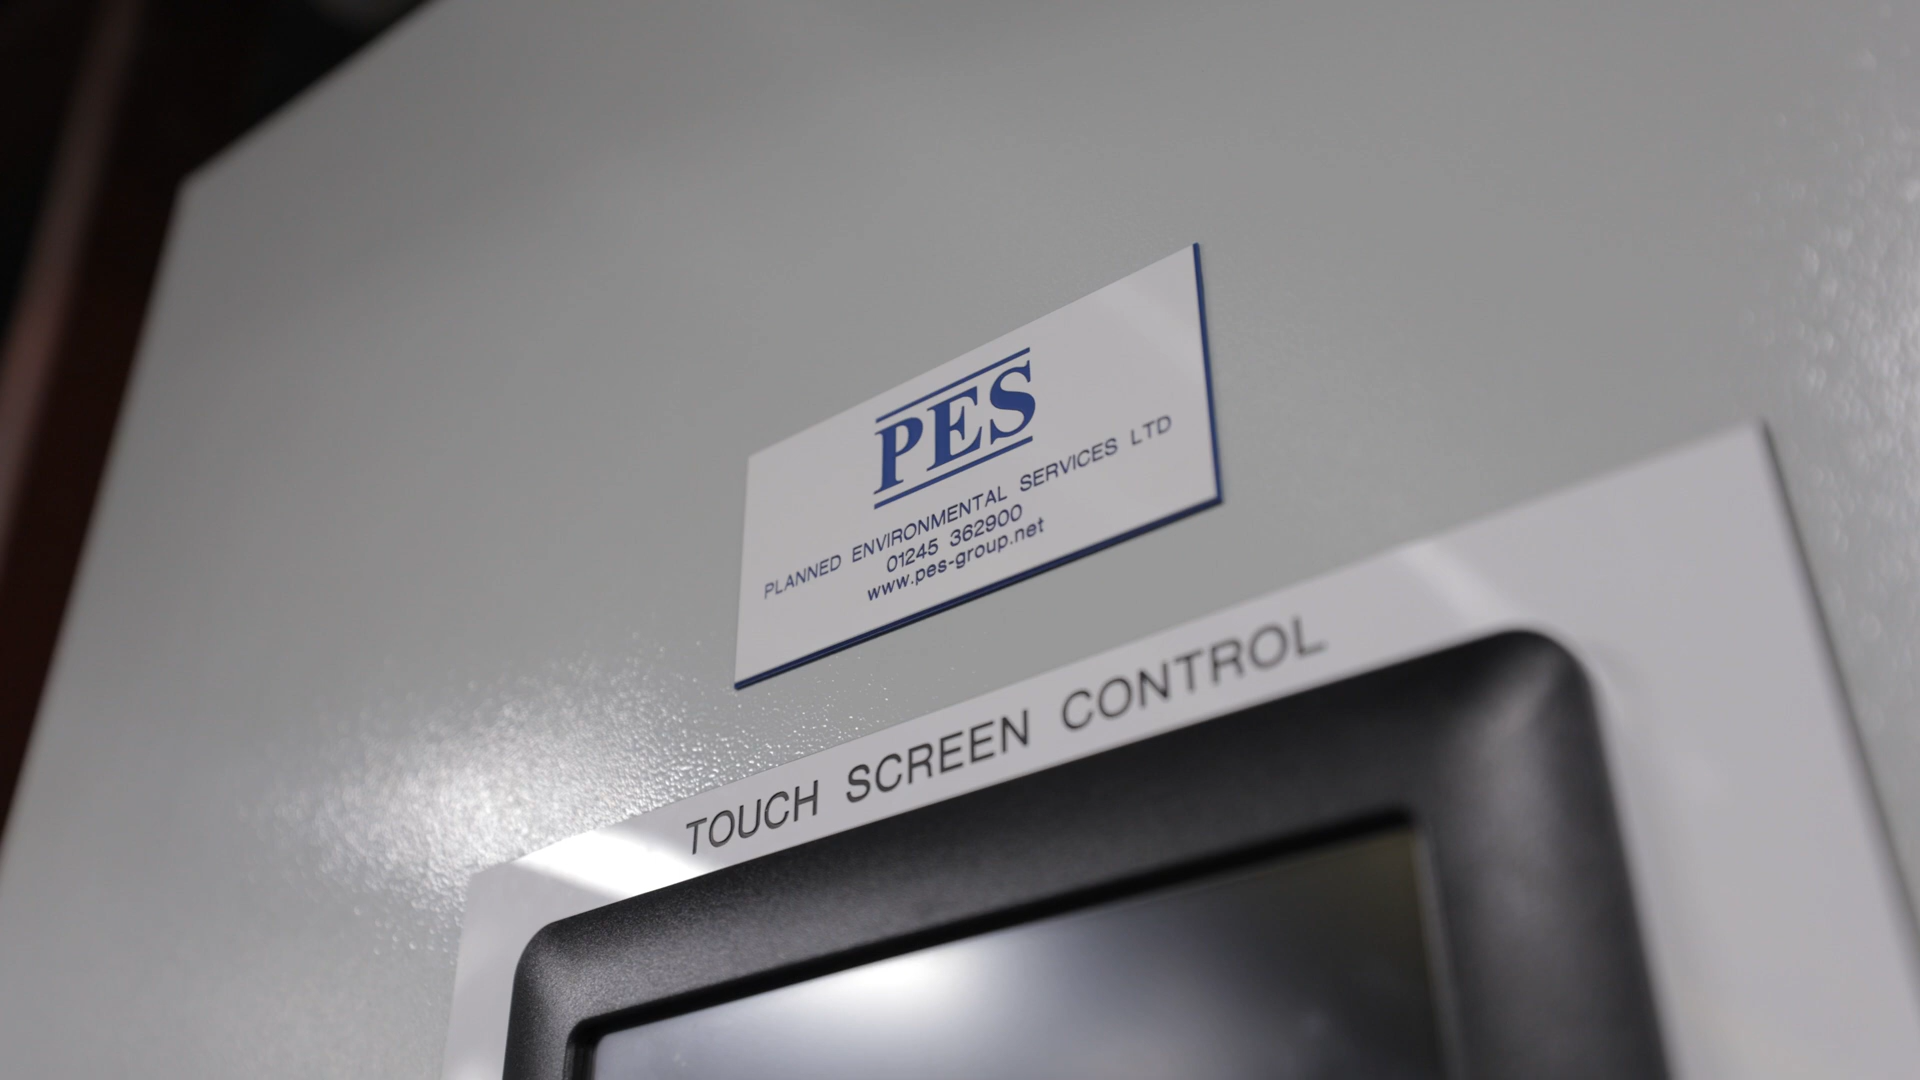 PES
PLANNED ENVIRONMENTAL SERVICES LTD
01245 362900
www.pes-group.net
TOUCH SCREEN CONTROL